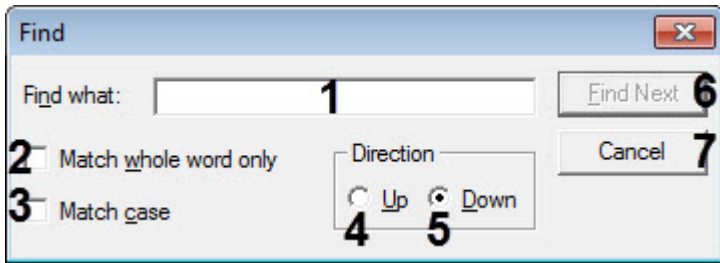 Find
Find what: 1 Find Next 6
2 Match whole word only Direction Cancel 7
3 Match case Up Down
4 5